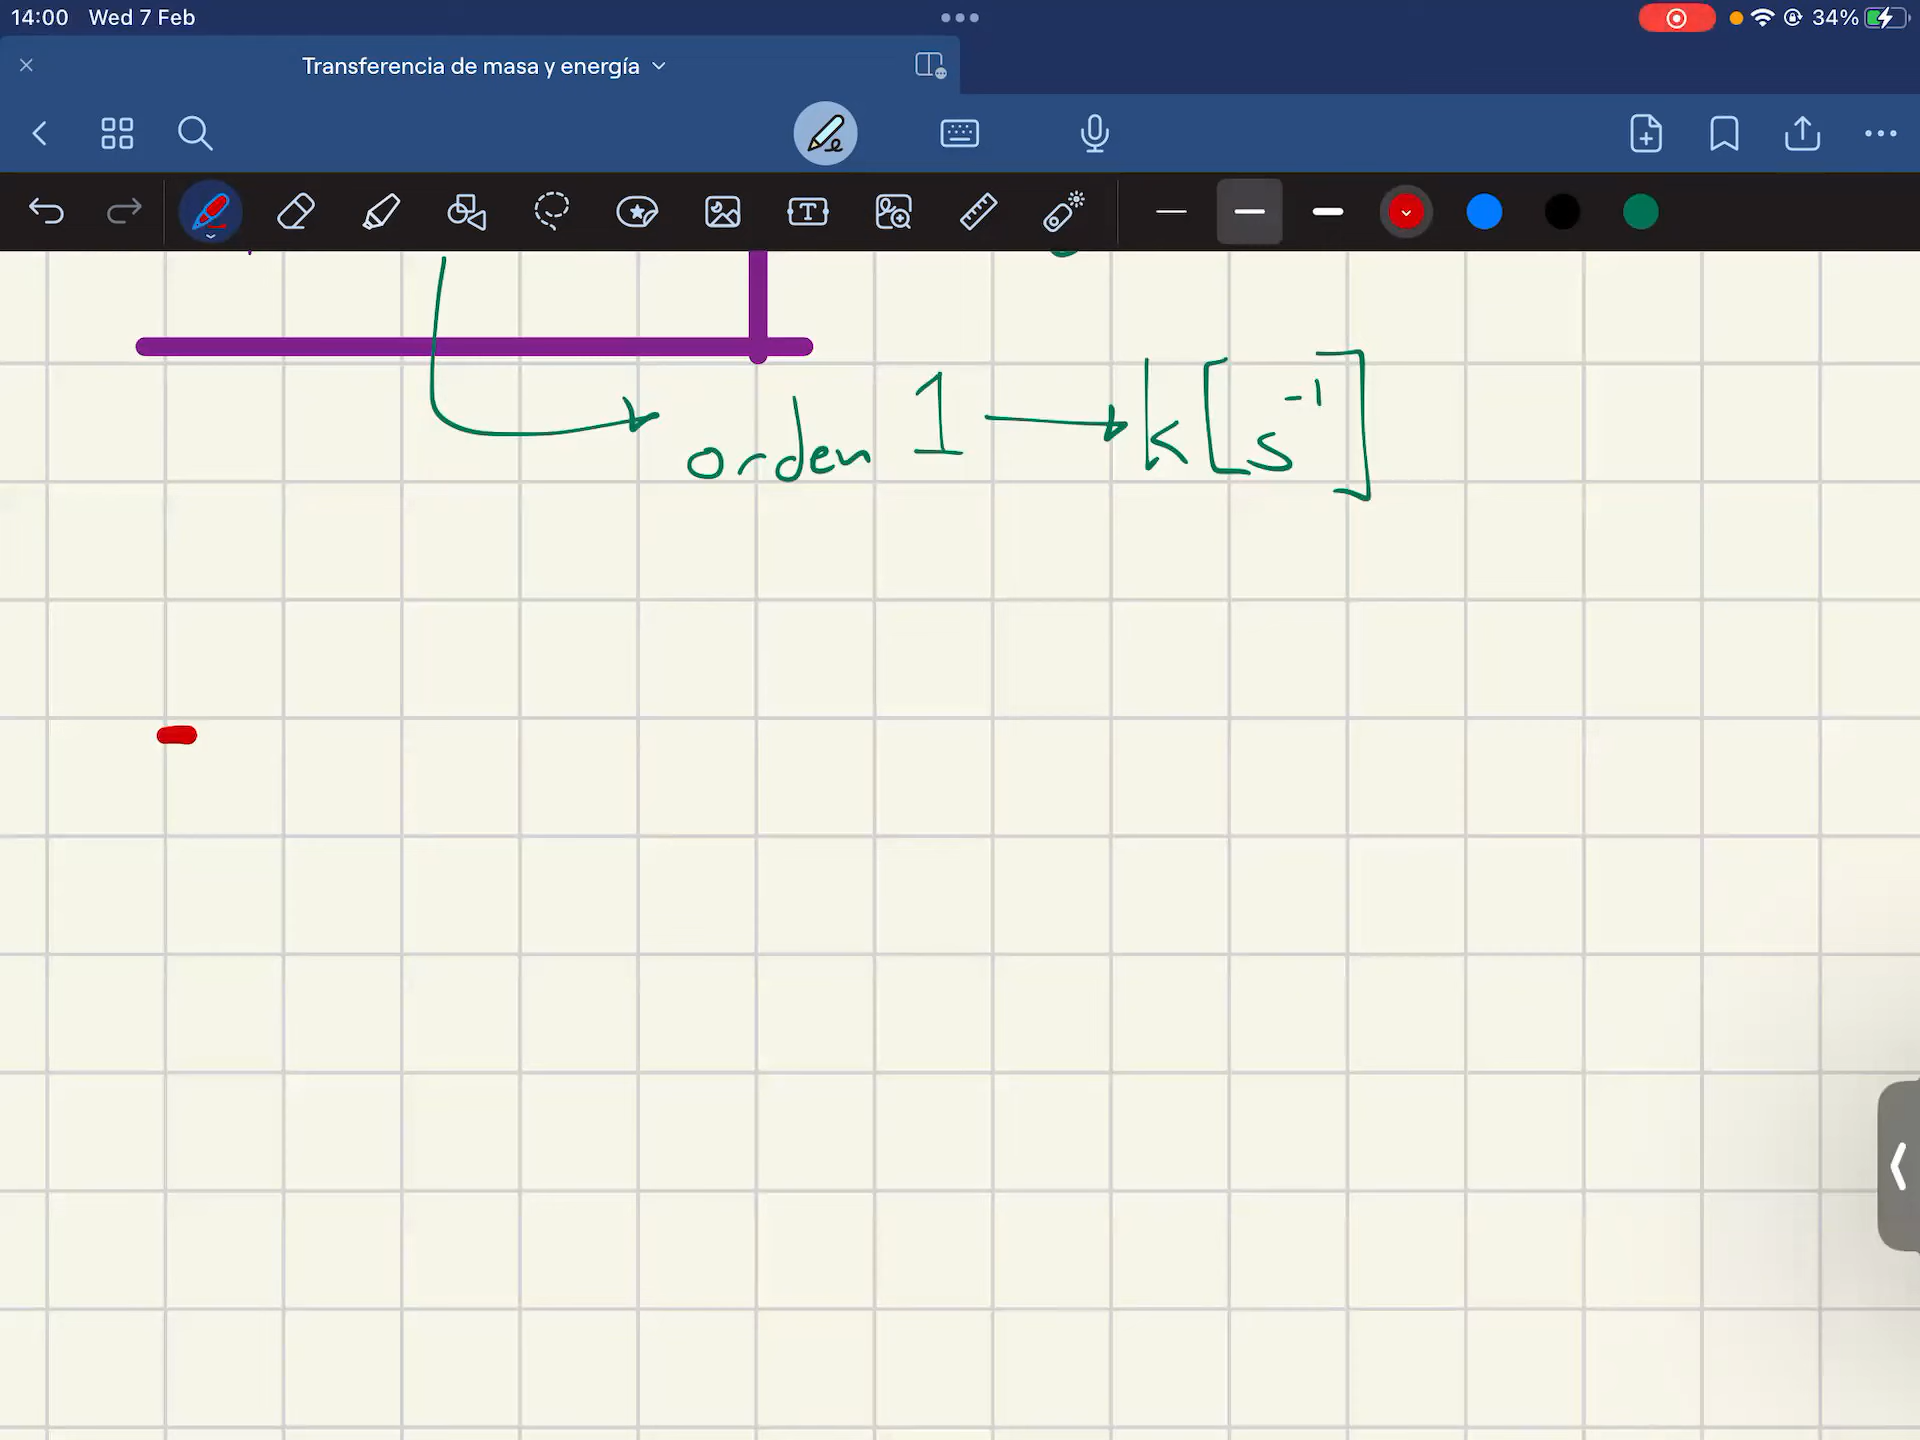 14:00 Wed 7 Feb 34%
Transferencia de masa y energía
orden 1 → k[s⁻¹]